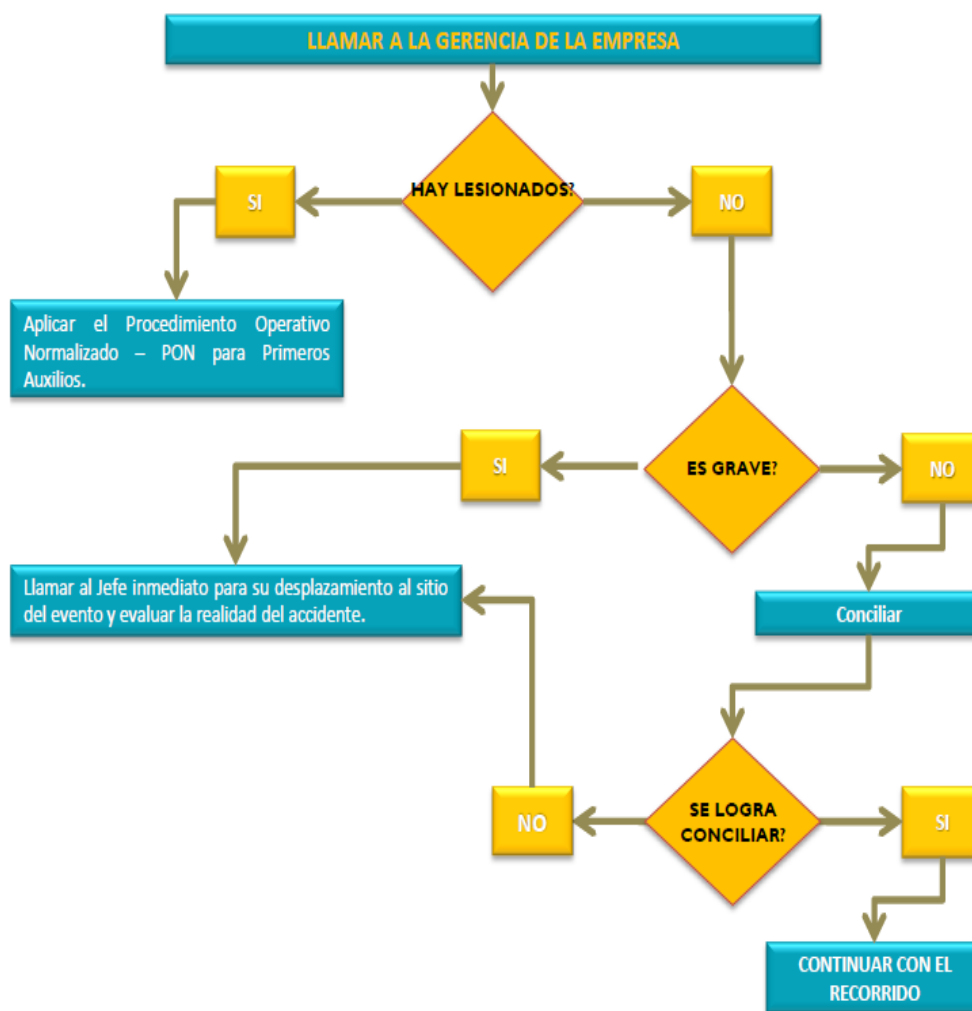 LLAMAR A LA GERENCIA DE LA EMPRESA
HAY LESIONADOS?
SI
NO
Aplicar el Procedimiento Operativo
Normalizado – PON para Primeros
Auxilios.
ES GRAVE?
SI
NO
Llamar al Jefe inmediato para su desplazamiento al sitio
del evento y evaluar la realidad del accidente.
Conciliar
SE LOGRA
CONCILIAR?
NO
SI
CONTINUAR CON EL
RECORRIDO